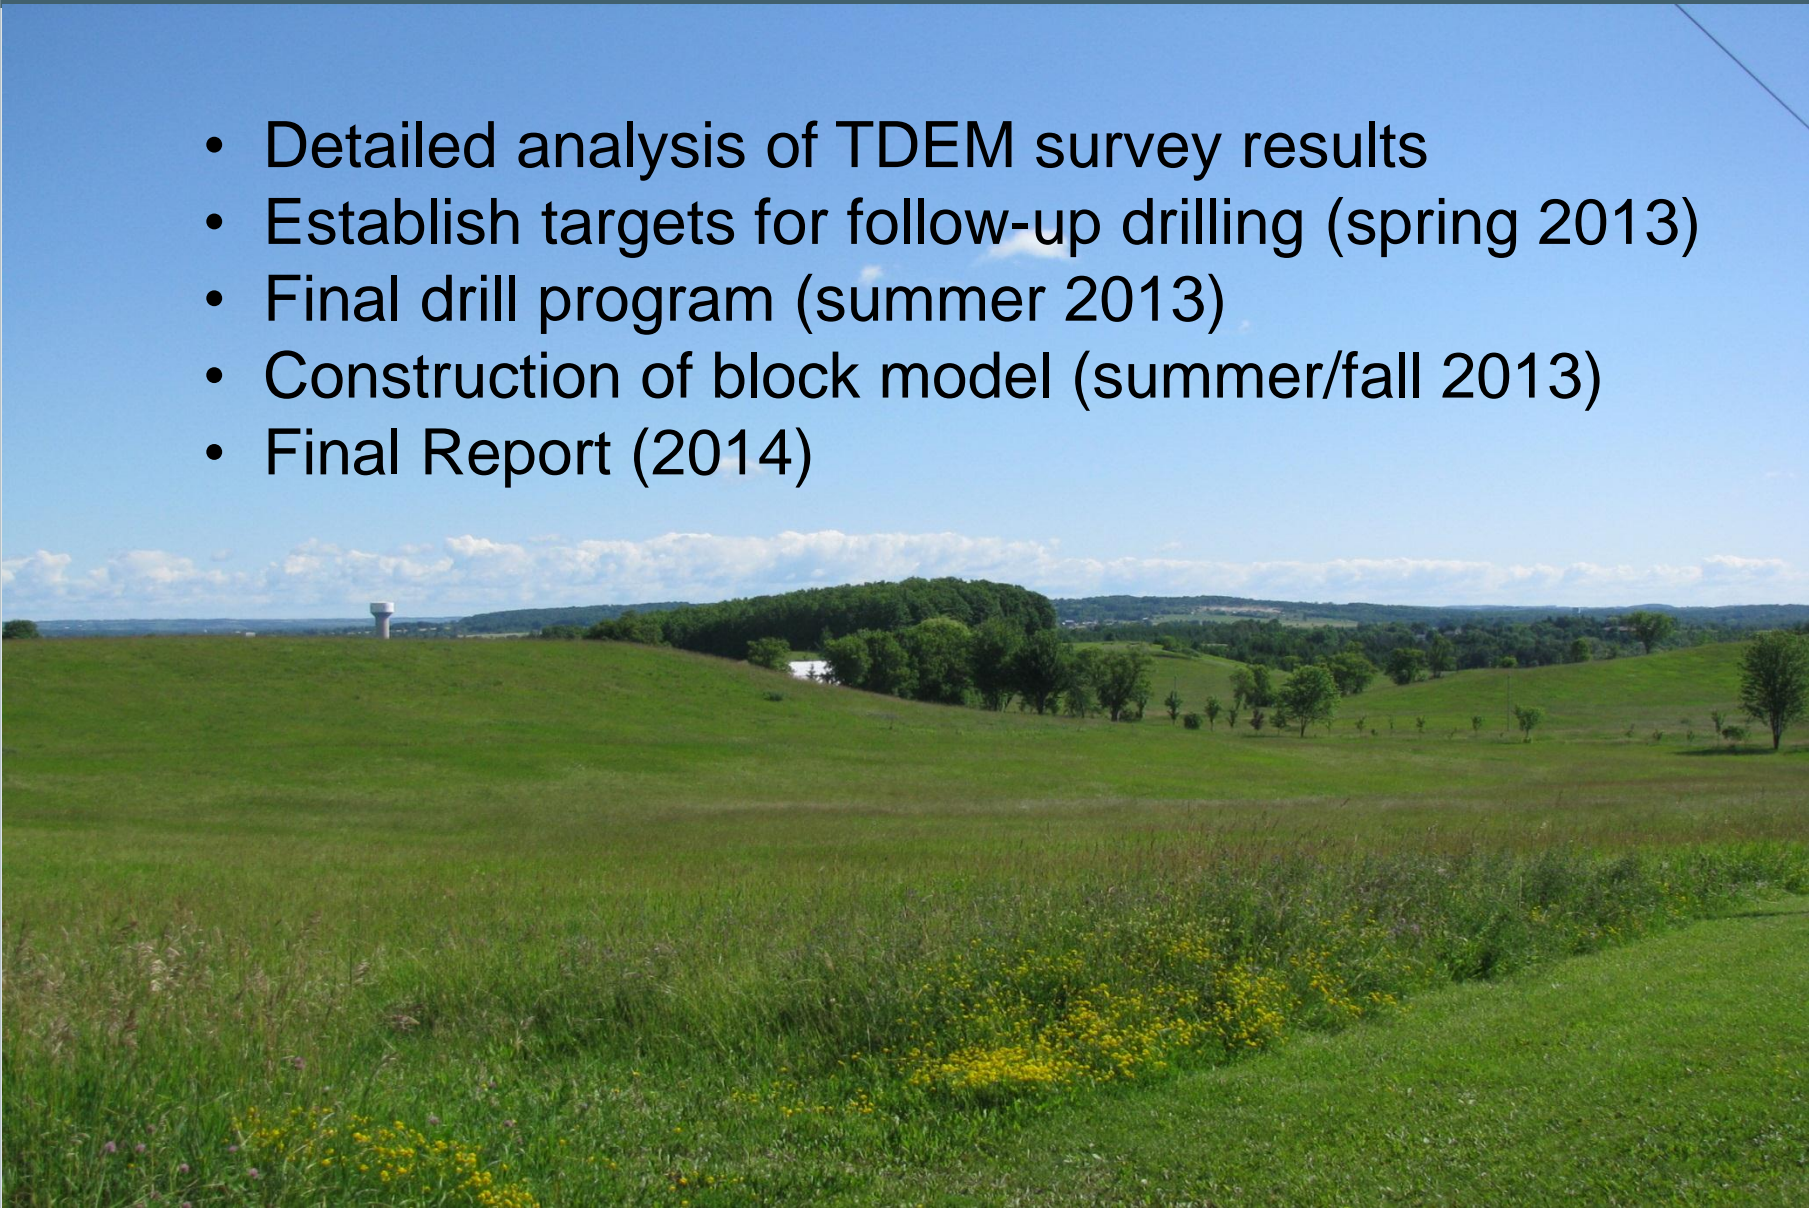 • Detailed analysis of TDEM survey results
• Establish targets for follow-up drilling (spring 2013)
• Final drill program (summer 2013)
• Construction of block model (summer/fall 2013)
• Final Report (2014)